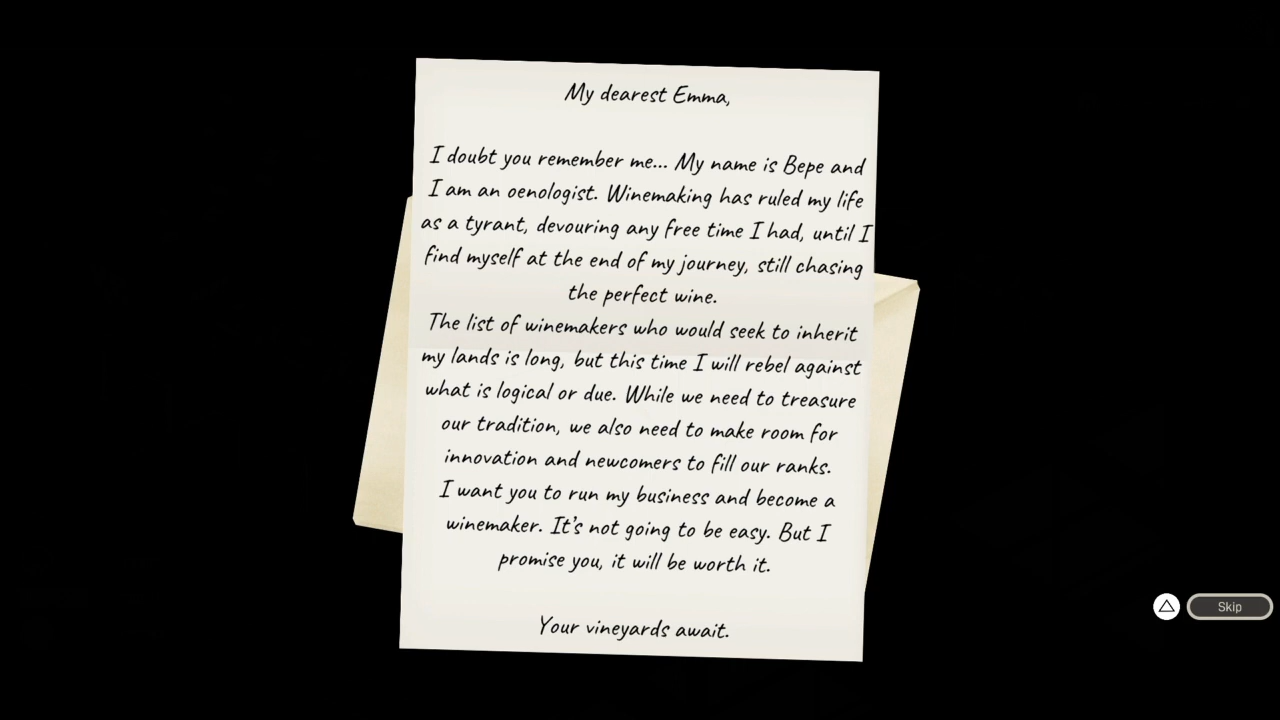 My dearest Emma,
I doubt you remember me... My name is Bepe and
I am an oenologist. Winemaking has ruled my life
as a tyrant, devouring any free time I had, until I
find myself at the end of my journey, still chasing
the perfect wine.
The list of winemakers who would seek to inherit
my lands is long, but this time I will rebel against
what is logical or due. While we need to treasure
our tradition, we also need to make room for
innovation and newcomers to fill our ranks.
I want you to run my business and become a
winemaker. It's not going to be easy. But I
promise you, it will be worth it.
Your vineyards await.
Skip